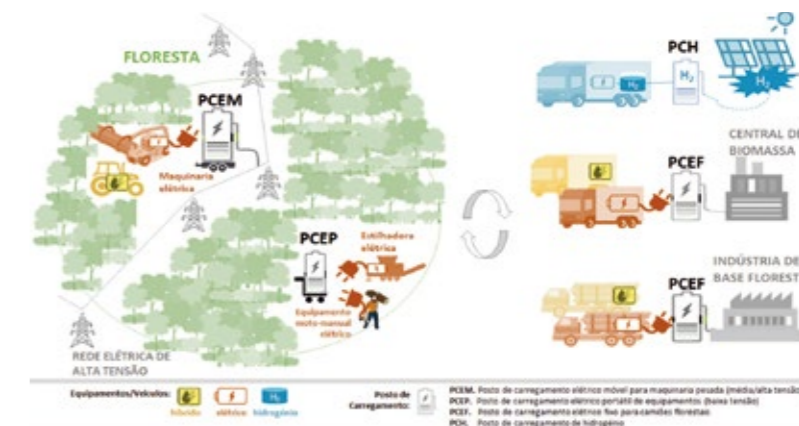 FLORESTA
PCEM
Maquinaria
elétrica
PCEP
Estilhadora
elétrica
Equipamento
moto-manual
elétrico
REDE ELÉTRICA DE
ALTA TENSÃO
PCH
H₂
H₂
H₂
CENTRAL DE
BIOMASSA
PCEF
INDÚSTRIA DE
BASE FLOREST
PCEF
Equipamentos/Veículos:
híbrido
elétrico
H₂
hidrogénio
Posto de
Carregamento:
PCEM. Posto de carregamento elétrico móvel para maquinaria pesada (média/alta tensão)
PCEP. Posto de carregamento elétrico portátil de equipamentos (baixa tensão)
PCEF. Posto de carregamento elétrico fixo para camiões florestais
PCH. Posto de carregamento de hidrogénio